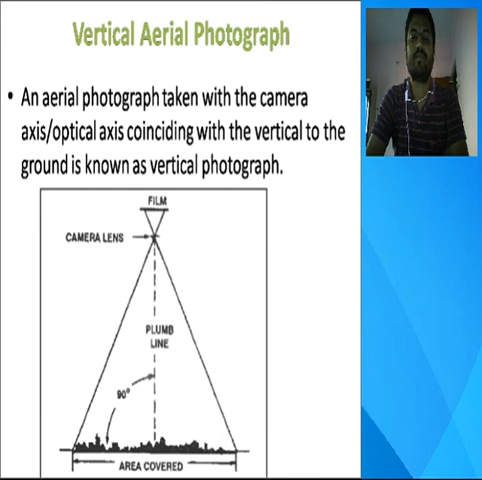 Vertical Aerial Photograph
• An aerial photograph taken with the camera
axis/optical axis coinciding with the vertical to the
ground is known as vertical photograph.
FILM
CAMERA LENS
PLUMB
LINE
90°
AREA COVERED